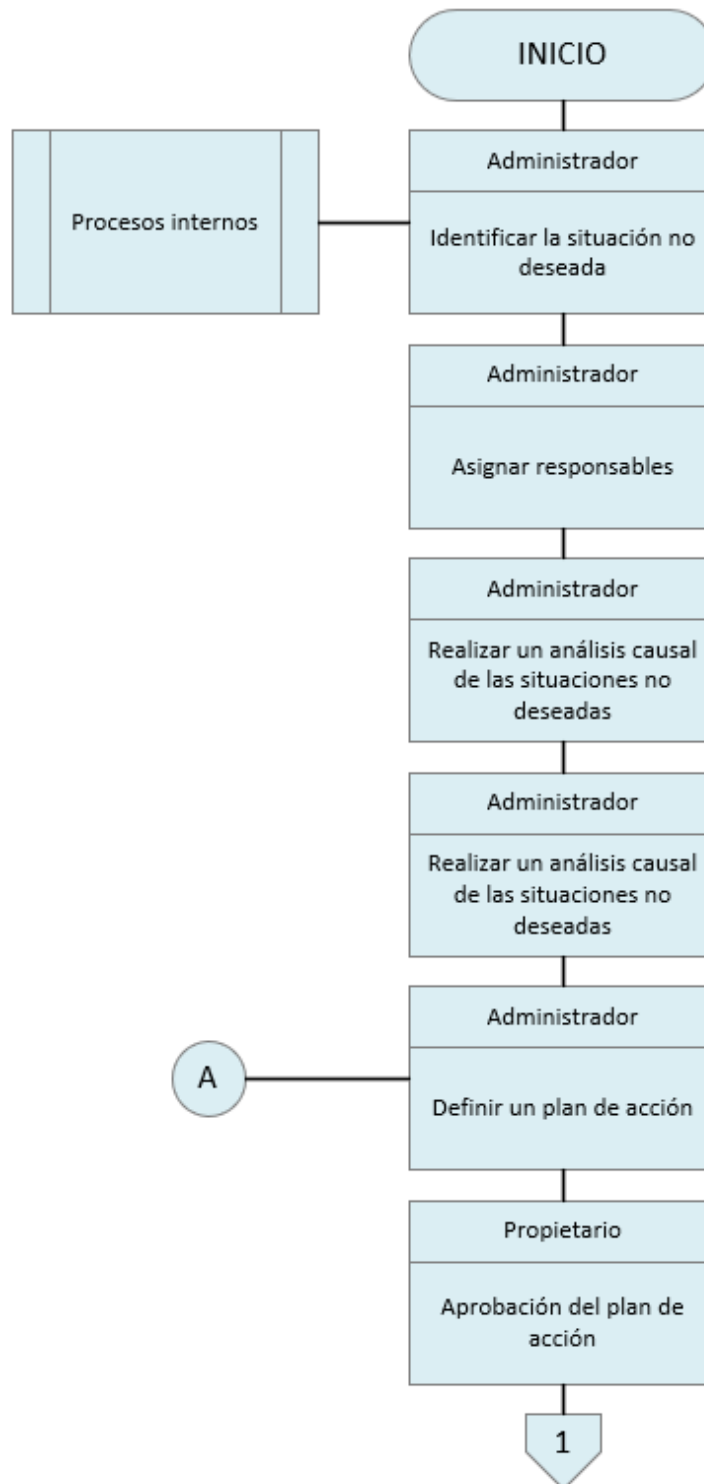 INICIO
Procesos internos
Administrador
Identificar la situación no
deseada
Administrador
Asignar responsables
Administrador
Realizar un análisis causal
de las situaciones no
deseadas
Administrador
Realizar un análisis causal
de las situaciones no
deseadas
Administrador
A
Definir un plan de acción
Propietario
Aprobación del plan de
acción
1